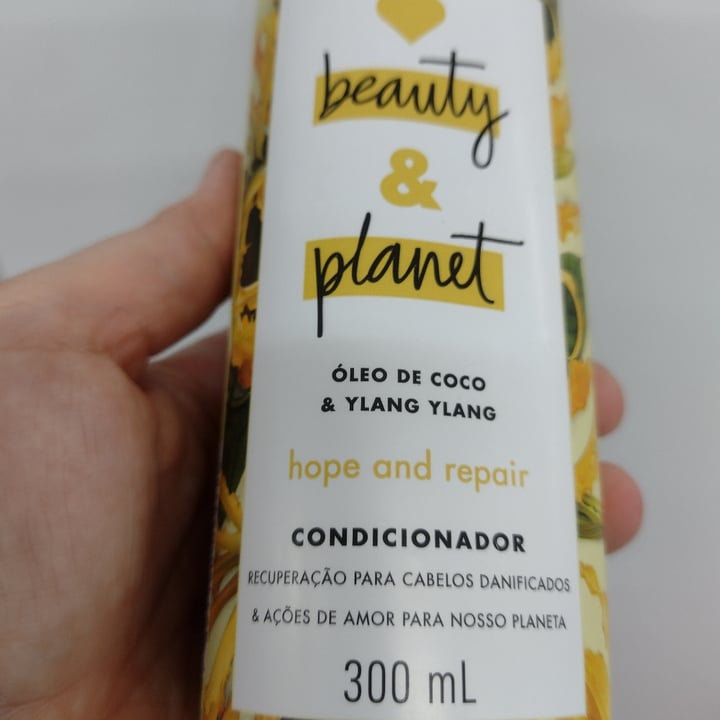 beauty
&
planet
ÓLEO DE COCO
& YLANG YLANG
hope and repair
CONDICIONADOR
RECUPERAÇÃO PARA CABELOS DANIFICADOS
& AÇÕES DE AMOR PARA NOSSO PLANETA
300 mL